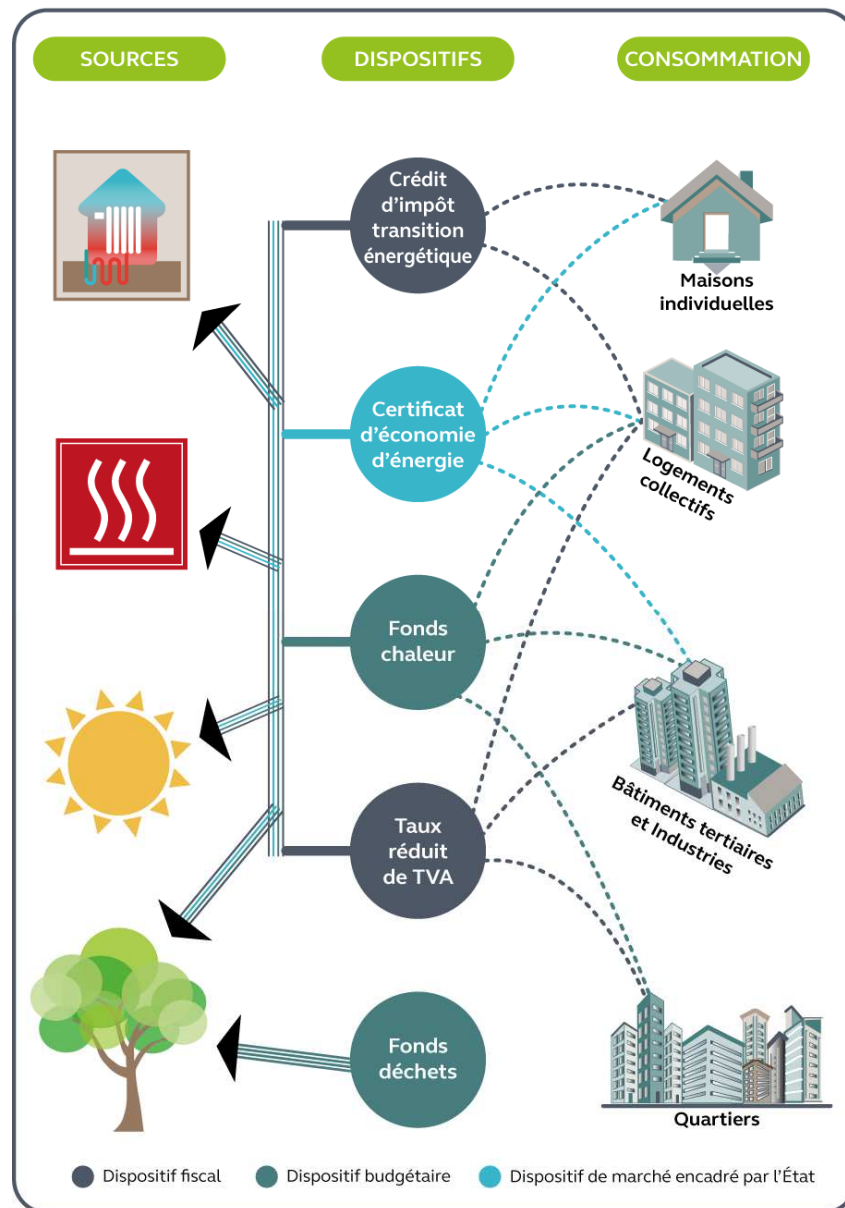 SOURCES
DISPOSITIFS
CONSOMMATION
Crédit
d'impôt
transition
énergétique
Maisons
individuelles
Certificat
d'économie
d'énergie
Logements
collectifs
Fonds
chaleur
Bâtiments tertiaires
et Industries
Taux
réduit
de TVA
Fonds
déchets
Quartiers
Dispositif fiscal
Dispositif budgétaire
Dispositif de marché encadré par l'État